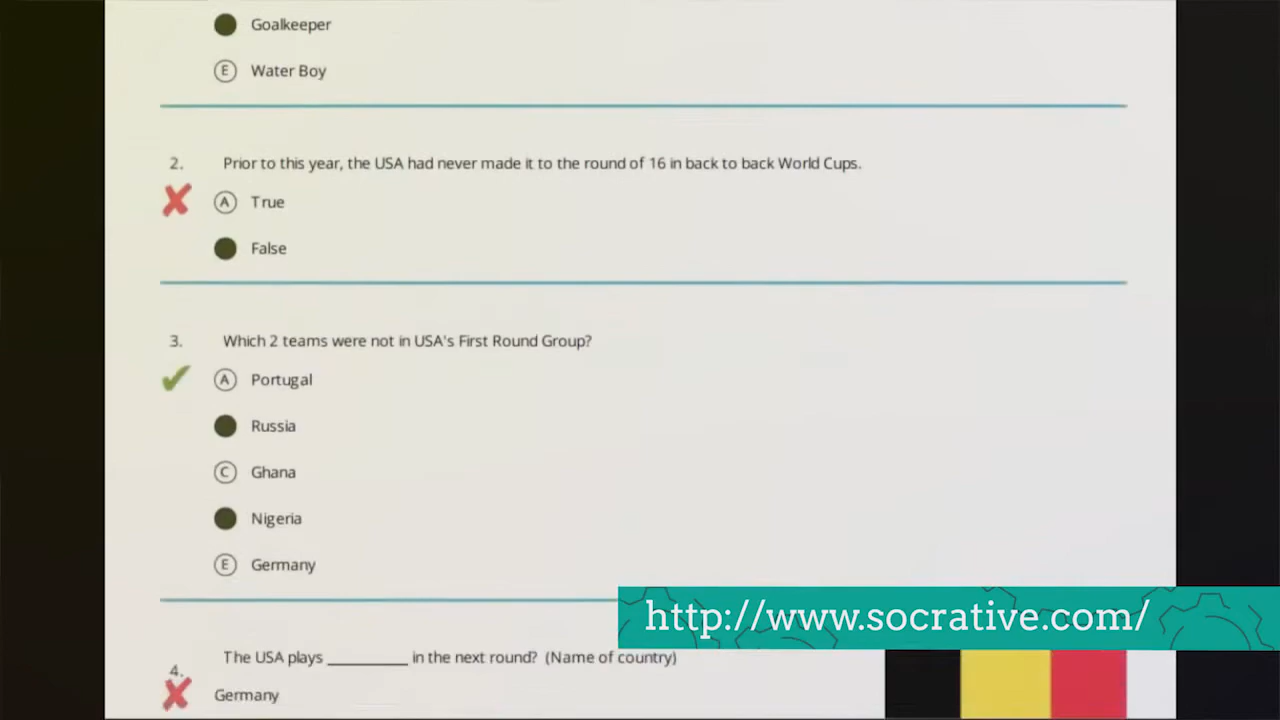 Goalkeeper
E Water Boy
2. Prior to this year, the USA had never made it to the round of 16 in back to back World Cups.
A True
False
3. Which 2 teams were not in USA's First Round Group?
A Portugal
Russia
C Ghana
Nigeria
E Germany
http://www.socrative.com/
4. The USA plays __________ in the next round? (Name of country)
Germany